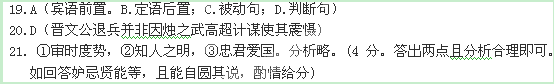 19.A（宾语前置。B.定语后置；C.被动句；D.判断句）
20.D（晋文公退兵并非因烛之武高超计谋使其震慑）
21. ①审时度势，②知人之明，③忠君爱国。分析略。（4 分。答出两点且分析合理即可。
如回答妒忌贤能等，且能自圆其说，酌情给分）